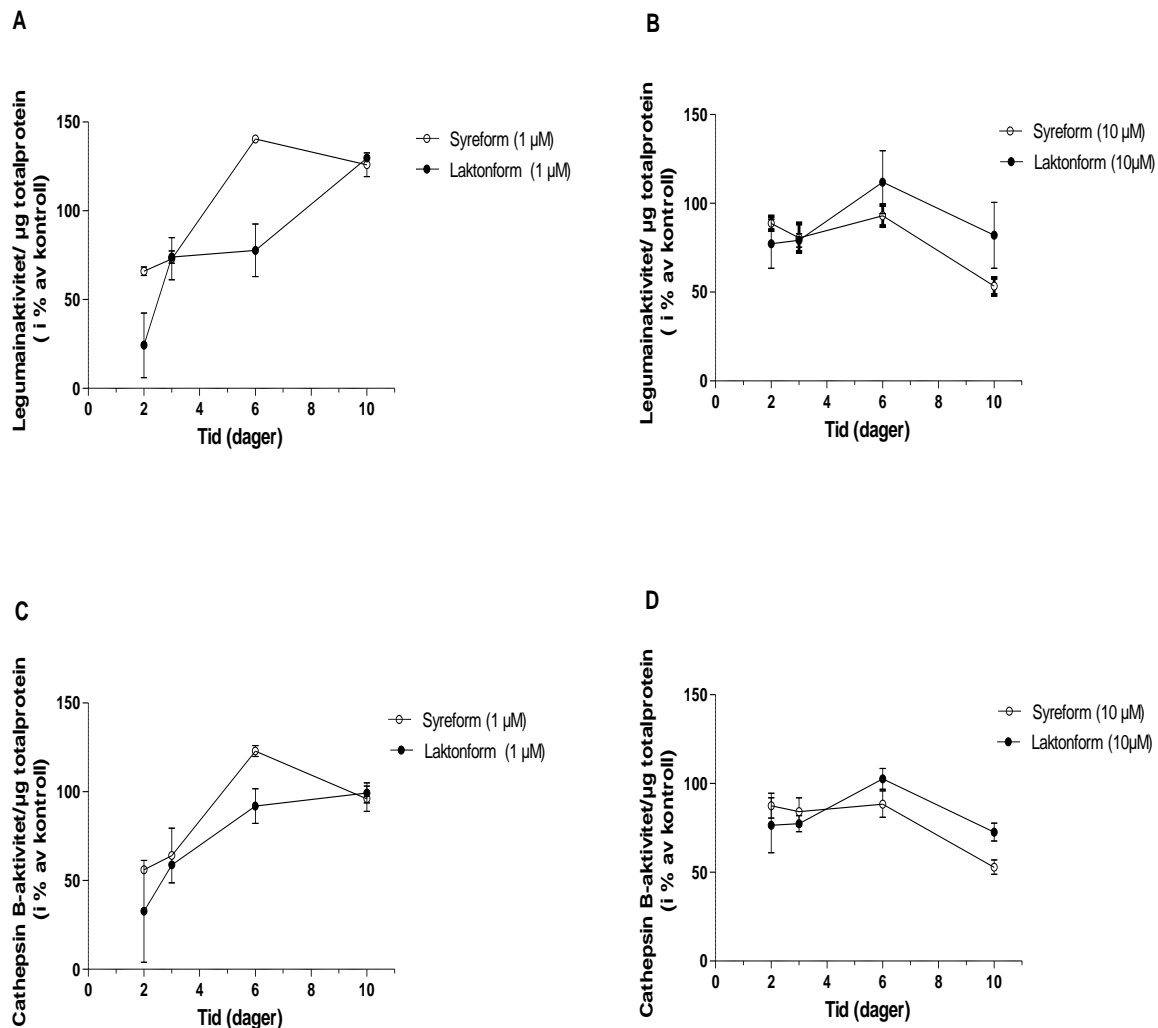 A
Legumainaktivitet/ µg totalprotein
( i % av kontroll)
150
100
50
0
0 2 4 6 8 10
Tid (dager)
Syreform (1 µM)
Laktonform (1 µM)
B
Legumainaktivitet/ µg totalprotein
( i % av kontroll)
150
100
50
0
0 2 4 6 8 10
Tid (dager)
Syreform (10 µM)
Laktonform (10µM)
C
Cathepsin B-aktivitet/µg totalprotein
(i % av kontroll)
150
100
50
0
0 2 4 6 8 10
Tid (dager)
Syreform (1 µM)
Laktonform (1 µM)
D
Cathepsin B-aktivitet/µg totalprotein
(i % av kontroll)
150
100
50
0
0 2 4 6 8 10
Tid (dager)
Syreform (10 µM)
Laktonform (10µM)